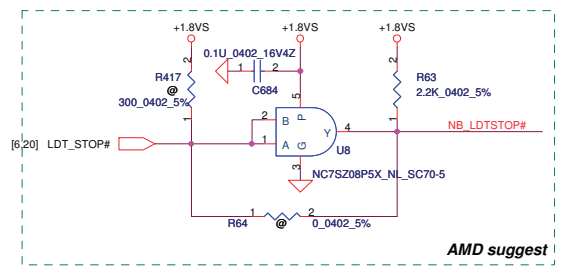 +1.8VS +1.8VS +1.8VS
0.1U_0402_16V4Z
2 1 2 2
R417 C684 R63
@ 2.2K_0402_5%
300_0402_5% 5
1 2 B P 1
Y 4 NB_LDTSTOP#
[6,20] LDT_STOP# 1 A G
U8
3
NC7SZ08P5X_NL_SC70-5
1 2
R64 @ 0_0402_5%
AMD suggest